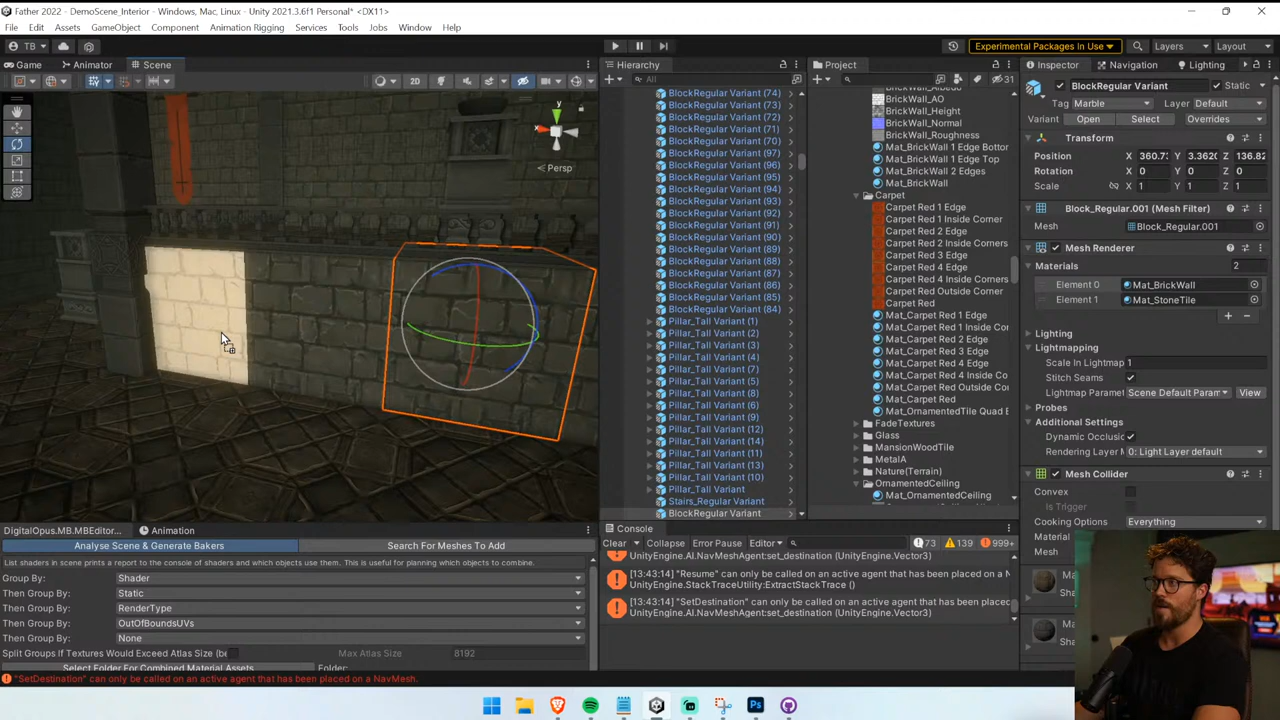 Father 2022 - DemoScene_Interior - Windows, Mac, Linux - Unity 2021.3.6f1 Personal* <DX11>
File Edit Assets GameObject Component Animation Rigging Services Tools Jobs Window Help
TB
Experimental Packages In Use
Layers
Layout
Game
Animator
Scene
2D
y
x
Persp
Hierarchy
All
BlockRegular Variant (74)
BlockRegular Variant (73)
BlockRegular Variant (72)
BlockRegular Variant (71)
BlockRegular Variant (70)
BlockRegular Variant (97)
BlockRegular Variant (96)
BlockRegular Variant (95)
BlockRegular Variant (94)
BlockRegular Variant (93)
BlockRegular Variant (92)
BlockRegular Variant (91)
BlockRegular Variant (90)
BlockRegular Variant (89)
BlockRegular Variant (88)
BlockRegular Variant (87)
BlockRegular Variant (86)
BlockRegular Variant (85)
BlockRegular Variant (84)
Pillar_Tall Variant (1)
Pillar_Tall Variant (2)
Pillar_Tall Variant (3)
Pillar_Tall Variant (4)
Pillar_Tall Variant (7)
Pillar_Tall Variant (5)
Pillar_Tall Variant (8)
Pillar_Tall Variant (6)
Pillar_Tall Variant (9)
Pillar_Tall Variant (12)
Pillar_Tall Variant (14)
Pillar_Tall Variant (11)
Pillar_Tall Variant (13)
Pillar_Tall Variant (10)
Pillar_Tall Variant
Stairs_Regular Variant
BlockRegular Variant
Project
31
BrickWall_Albedo
BrickWall_AO
BrickWall_Height
BrickWall_Normal
BrickWall_Roughness
Mat_BrickWall 1 Edge Bottor
Mat_BrickWall 1 Edge Top
Mat_BrickWall 2 Edges
Mat_BrickWall
Carpet
Carpet Red 1 Edge
Carpet Red 1 Inside Corner
Carpet Red 2 Edge
Carpet Red 2 Inside Corners
Carpet Red 3 Edge
Carpet Red 4 Edge
Carpet Red 4 Inside Corners
Carpet Red Outside Corner
Carpet Red
Mat_Carpet Red 1 Edge
Mat_Carpet Red 1 Inside Cor
Mat_Carpet Red 2 Edge
Mat_Carpet Red 3 Edge
Mat_Carpet Red 4 Edge
Mat_Carpet Red 4 Inside Co
Mat_Carpet Red Outside Cor
Mat_Carpet Red
Mat_OrnamentedTile Quad E
FadeTextures
Glass
MansionWoodTile
MetalA
Nature(Terrain)
OrnamentedCeiling
Mat_OrnamentedCeiling
Inspector
Navigation
Lighting
BlockRegular Variant
Static
Tag Marble Layer Default
Variant Open Select Overrides
Transform
Position X 360.7 Y 3.3620 Z 136.82
Rotation X 0 Y 0 Z 0
Scale X 1 Y 1 Z 1
Block_Regular.001 (Mesh Filter)
Mesh Block_Regular.001
Mesh Renderer
Materials 2
Element 0 Mat_BrickWall
Element 1 Mat_StoneTile
Lighting
Lightmapping
Scale In Lightmap 1
Stitch Seams
Lightmap Paramet Scene Default Param View
Probes
Additional Settings
Dynamic Occlusic
Rendering Layer M 0: Light Layer default
Mesh Collider
Convex
Is Trigger
Cooking Options Everything
Material
Mesh
DigitalOpus.MB.MBEditor...
Animation
Analyse Scene & Generate Bakers
Search For Meshes To Add
List shaders in scene prints a report to the console of shaders and which objects use them. This is useful for planning which objects to combine.
Group By: Shader
Then Group By: Static
Then Group By: RenderType
Then Group By: OutOfBoundsUVs
Then Group By: None
Split Groups If Textures Would Exceed Atlas Size (be
Max Atlas Size 8192
Select Folder For Combined Material Assets
Folder:
Console
Clear Collapse Error Pause Editor
73
139
999+
UnityEngine.AI.NavMeshAgent:set_destination (UnityEngine.Vector3)
[13:43:14] "Resume" can only be called on an active agent that has been placed on a N
UnityEngine.StackTraceUtility:ExtractStackTrace ()
[13:43:14] "SetDestination" can only be called on an active agent that has been placed
UnityEngine.AI.NavMeshAgent:set_destination (UnityEngine.Vector3)
"SetDestination" can only be called on an active agent that has been placed on a NavMesh.
Ps